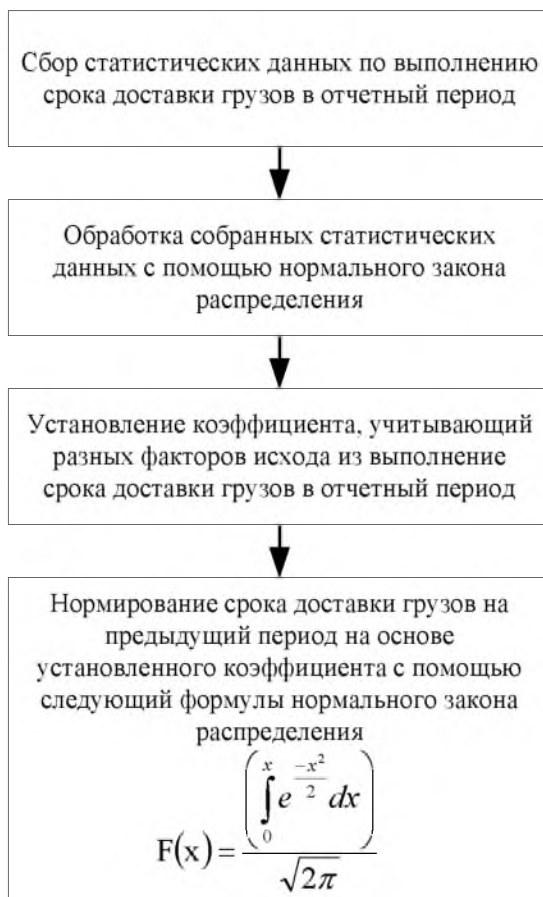 Сбор статистических данных по выполнению
срока доставки грузов в отчетный период
Обработка собранных статистических
данных с помощью нормального закона
распределения
Установление коэффициента, учитывающий
разных факторов исхода из выполнение
срока доставки грузов в отчетный период
Нормирование срока доставки грузов на
предыдущий период на основе
установленного коэффициента с помощью
следующий формулы нормального закона
распределения
F(x) = (∫₀ˣ e^(-x²/2) dx) / √2π